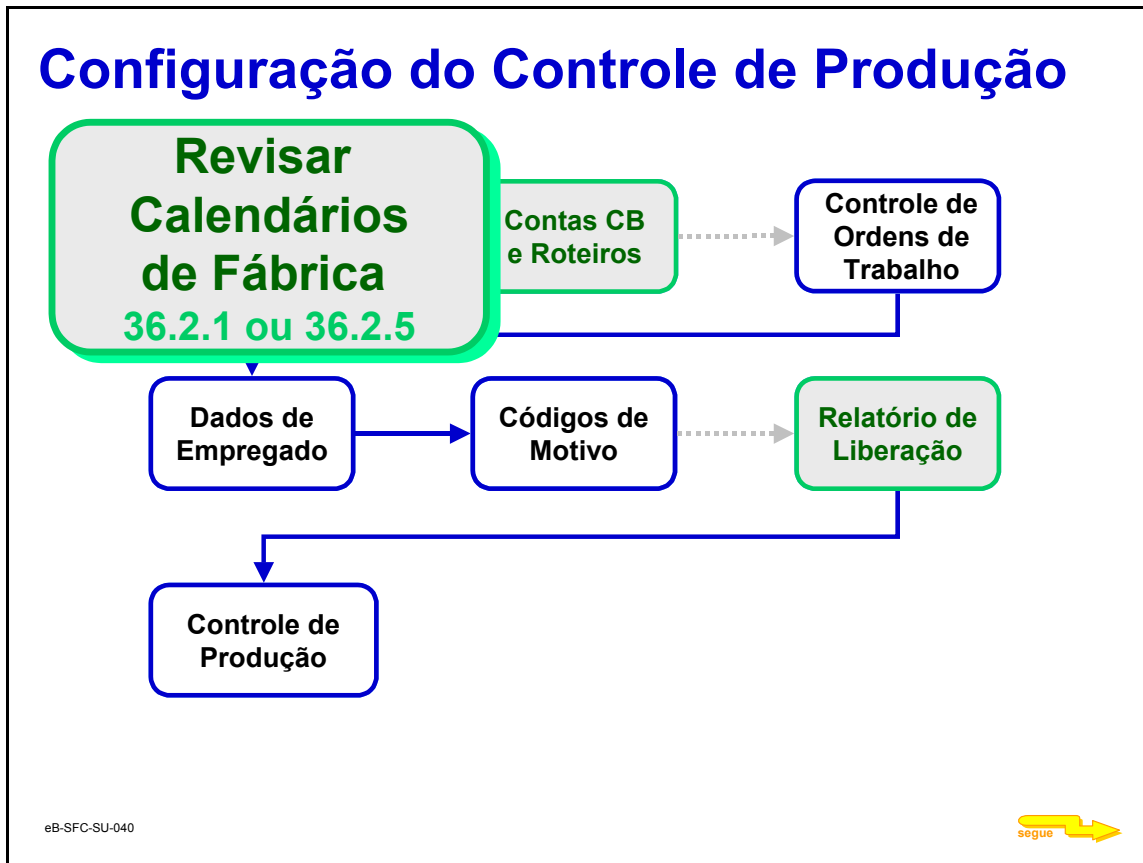 Configuração do Controle de Produção
Revisar
Calendários
de Fábrica
36.2.1 ou 36.2.5
Contas CB
e Roteiros
Controle de
Ordens de
Trabalho
Dados de
Empregado
Códigos de
Motivo
Relatório de
Liberação
Controle de
Produção
eB-SFC-SU-040
segue